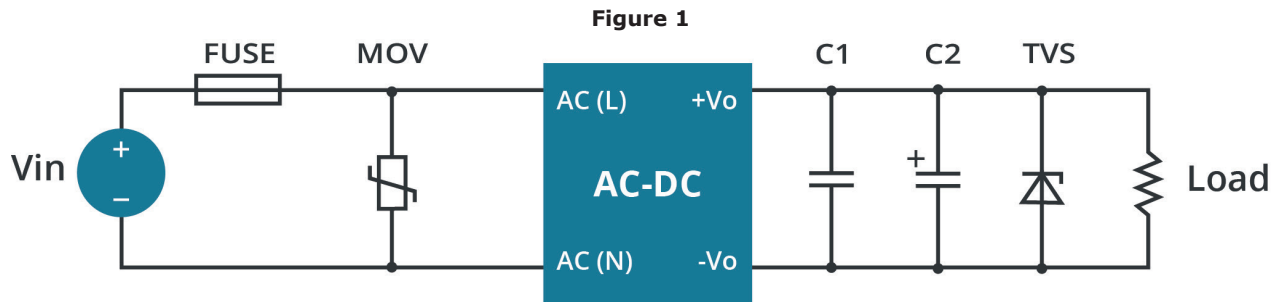 Figure 1
FUSE MOV C1 C2 TVS
AC (L) +Vo
+
Vin AC-DC + Load
−
AC (N) -Vo